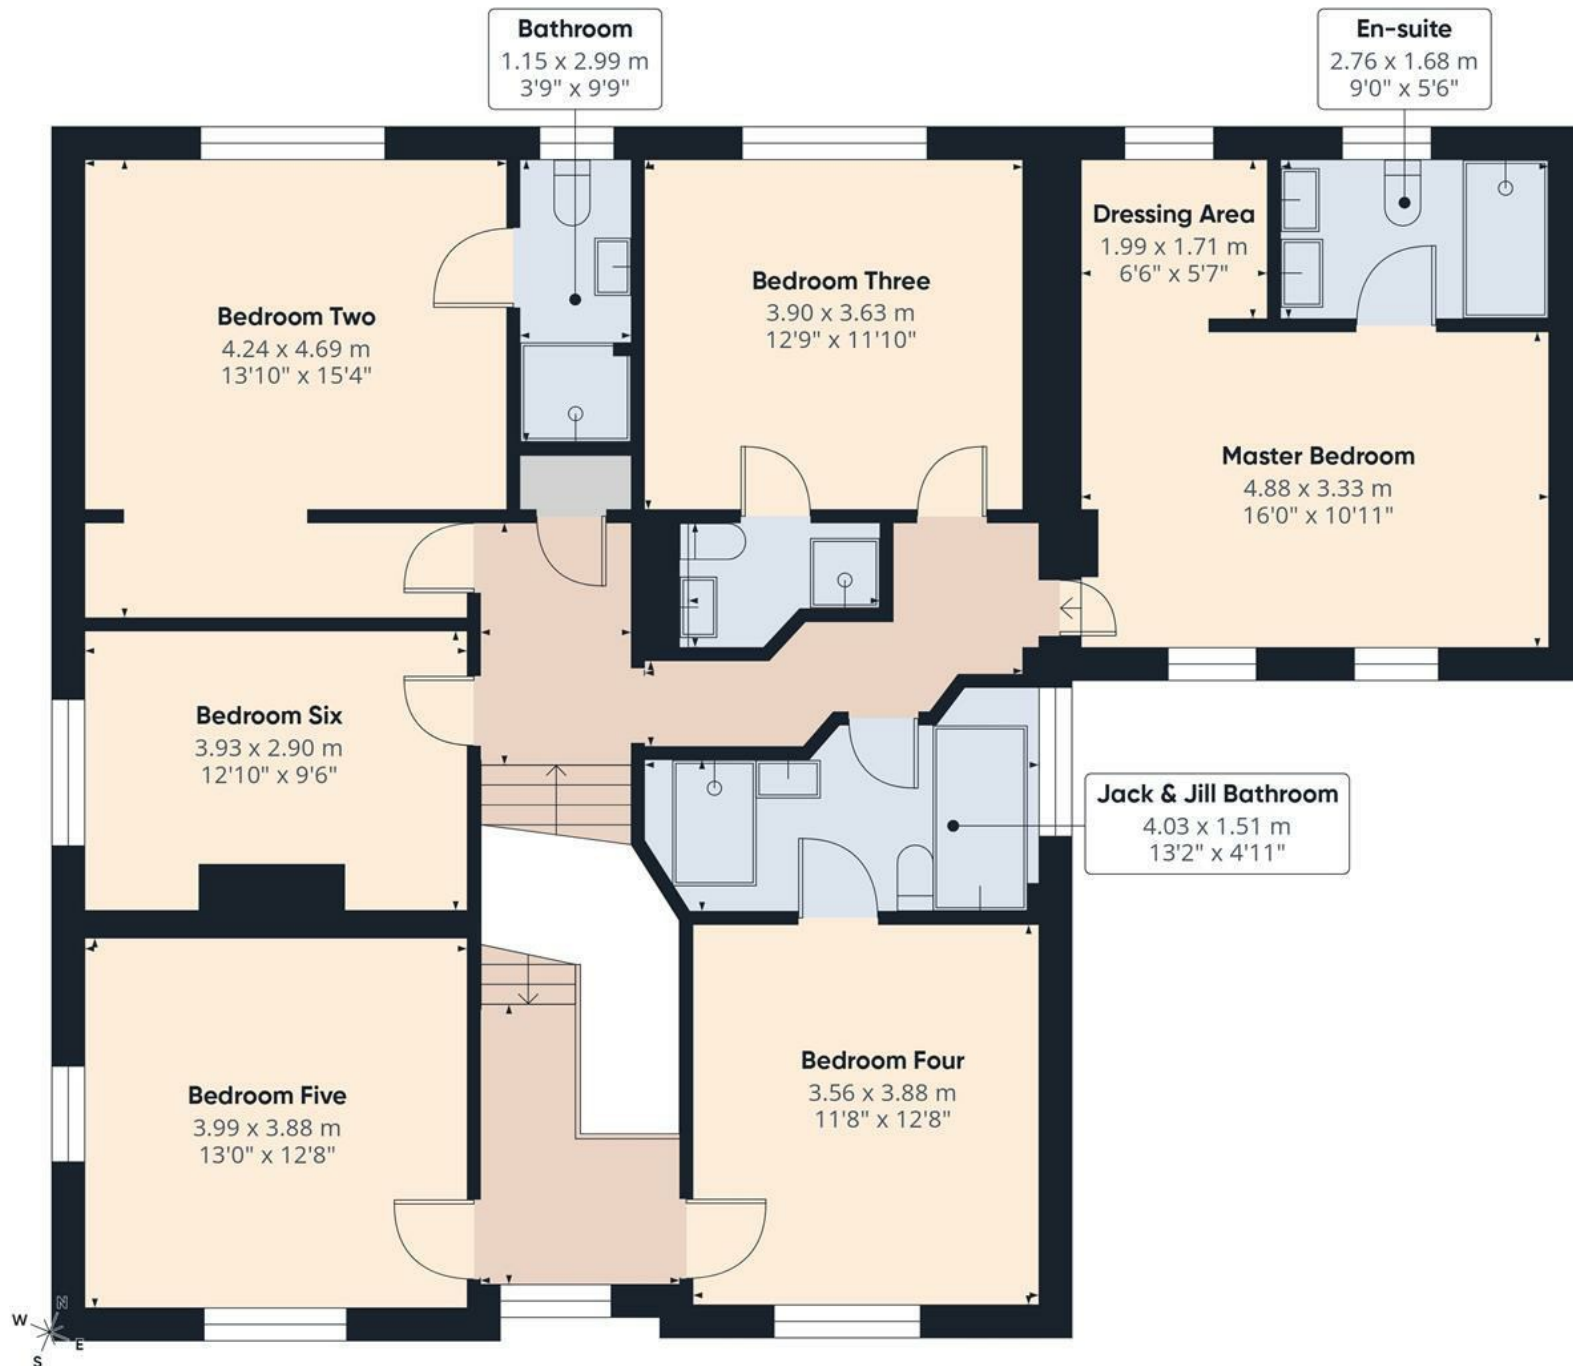 Bathroom
1.15 x 2.99 m
3'9" x 9'9"
En-suite
2.76 x 1.68 m
9'0" x 5'6"
Dressing Area
1.99 x 1.71 m
6'6" x 5'7"
Bedroom Three
3.90 x 3.63 m
12'9" x 11'10"
Bedroom Two
4.24 x 4.69 m
13'10" x 15'4"
Master Bedroom
4.88 x 3.33 m
16'0" x 10'11"
Bedroom Six
3.93 x 2.90 m
12'10" x 9'6"
Jack & Jill Bathroom
4.03 x 1.51 m
13'2" x 4'11"
Bedroom Four
3.56 x 3.88 m
11'8" x 12'8"
Bedroom Five
3.99 x 3.88 m
13'0" x 12'8"
N
W
E
S